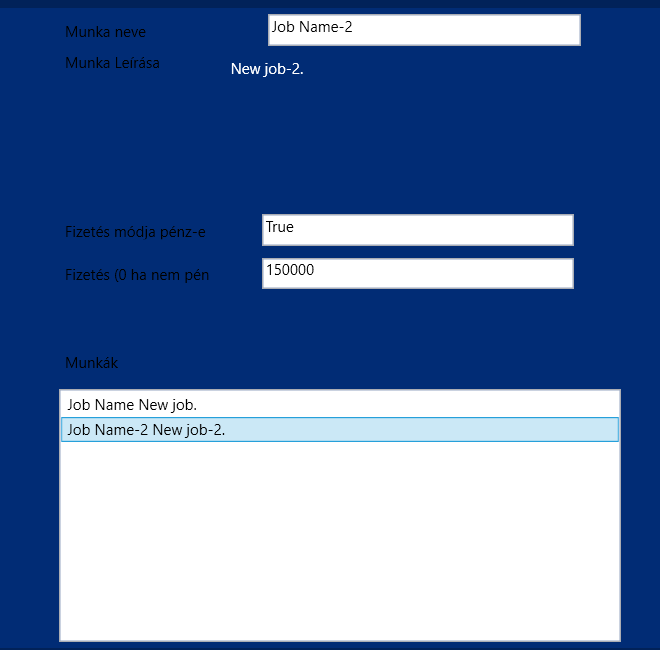 Munka neve
Job Name-2
Munka Leírása
New job-2.
Fizetés módja pénz-e
True
Fizetés (0 ha nem pén
150000
Munkák
Job Name New job.
Job Name-2 New job-2.